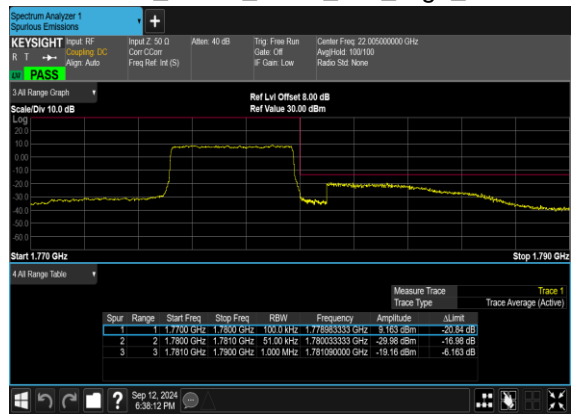 Spectrum Analyzer 1
Spurious Emissions
+
KEYSIGHT Input: RF Input Z: 50 Ω Atten: 40 dB Trig: Free Run Center Freq: 22.005000000 GHz
R T Coupling: DC Corr CCorr Gate: Off Avg|Hold: 100/100
Align: Auto Freq Ref: Int (S) IF Gain: Low Radio Std: None
LXI PASS
3 All Range Graph
Ref Lvl Offset 8.00 dB
Scale/Div 10.0 dB Ref Value 30.00 dBm
Log
20.0
10.0
0.00
-10.0
-20.0
-30.0
-40.0
-50.0
-60.0
Start 1.770 GHz Stop 1.790 GHz
4 All Range Table
Measure Trace Trace 1
Trace Type Trace Average (Active)
Spur Range Start Freq Stop Freq RBW Frequency Amplitude ΔLimit
1 1 1.7700 GHz 1.7800 GHz 100.0 kHz 1.778983333 GHz 9.163 dBm -20.84 dB
2 2 1.7800 GHz 1.7810 GHz 51.00 kHz 1.780033333 GHz -29.98 dBm -16.98 dB
3 3 1.7810 GHz 1.7900 GHz 1.000 MHz 1.781090000 GHz -19.16 dBm -6.163 dB
? Sep 12, 2024
6:38:12 PM